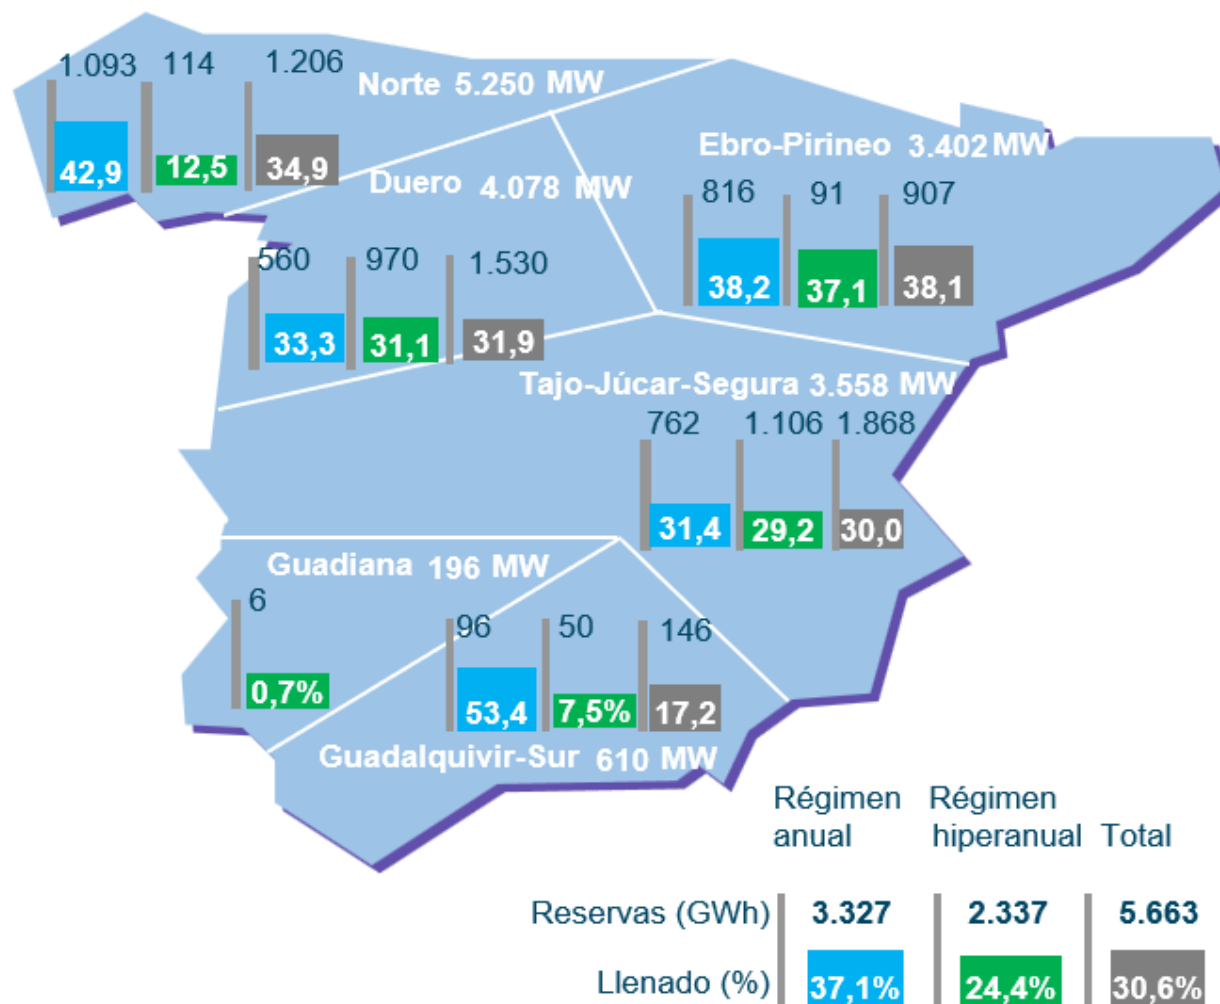 1.093 114 1.206
Norte 5.250 MW
42,9 12,5 34,9
Ebro-Pirineo 3.402 MW
Duero 4.078 MW
816 91 907
38,2 37,1 38,1
560 970 1.530
33,3 31,1 31,9
Tajo-Júcar-Segura 3.558 MW
762 1.106 1.868
31,4 29,2 30,0
Guadiana 196 MW
6
0,7%
96 50 146
53,4 7,5% 17,2
Guadalquivir-Sur 610 MW
Régimen Régimen
anual hiperanual Total
Reservas (GWh) 3.327 2.337 5.663
Llenado (%) 37,1% 24,4% 30,6%